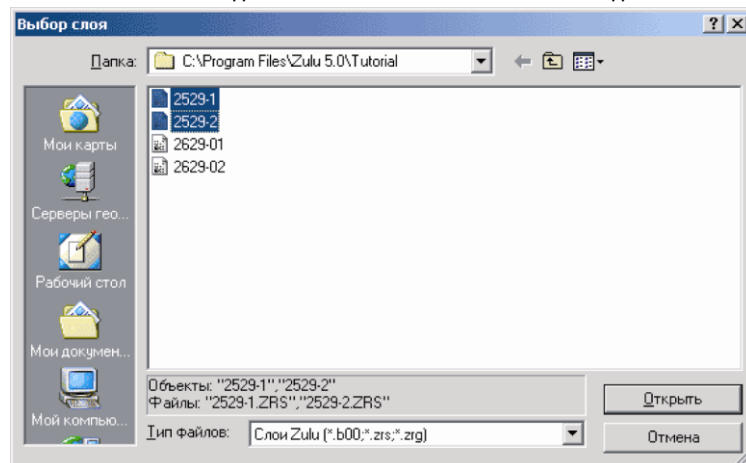 Выбор слоя
Папка: C:\Program Files\Zulu 5.0\Tutorial
2529-1
2529-2
2629-01
2629-02
Мои карты
Серверы гео...
Рабочий стол
Мои докумен...
Мой компью...
Объекты: "2529-1","2529-2"
Файлы: "2529-1.ZRS","2529-2.ZRS"
Открыть
Тип файлов: Слои Zulu (*.b00;*.zrs;*.zrg)
Отмена